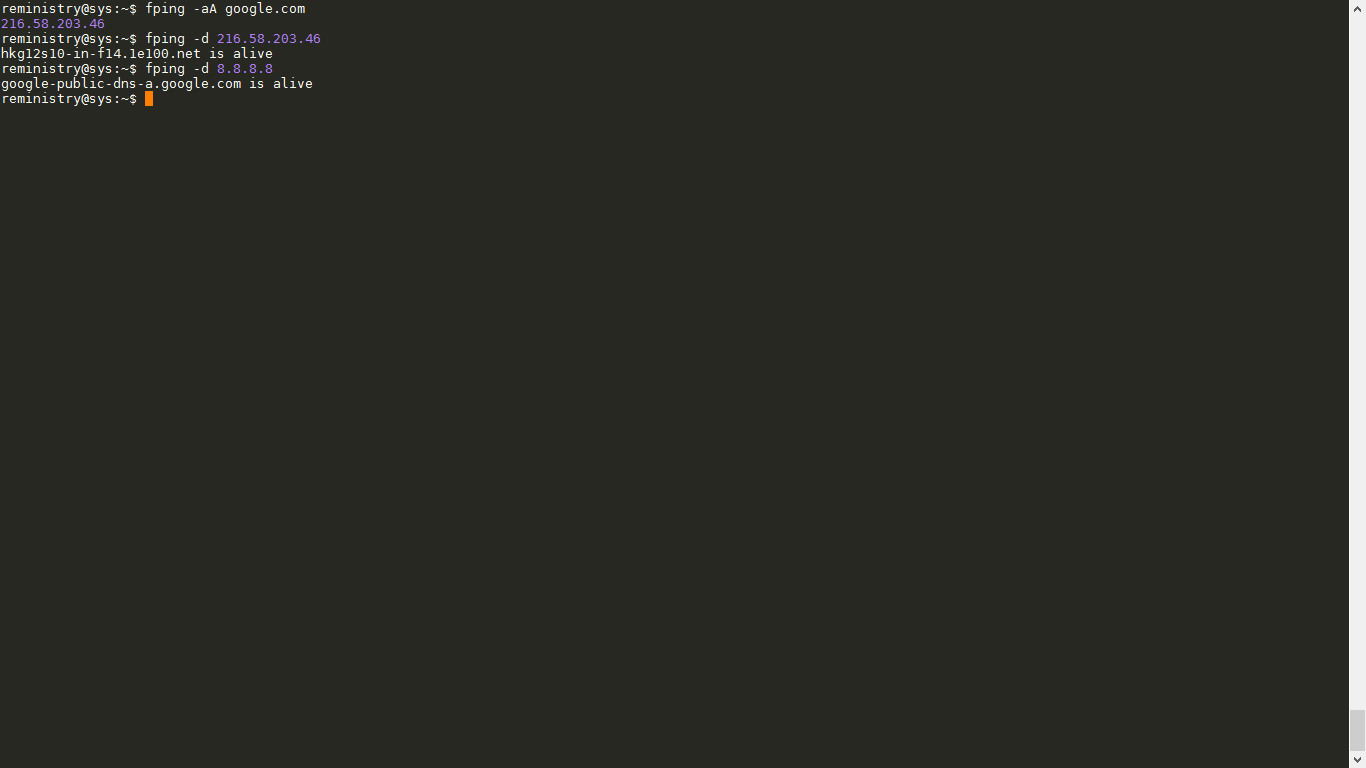 reministry@sys:~$ fping -aA google.com
216.58.203.46
reministry@sys:~$ fping -d 216.58.203.46
hkg12s10-in-f14.1e100.net is alive
reministry@sys:~$ fping -d 8.8.8.8
google-public-dns-a.google.com is alive
reministry@sys:~$